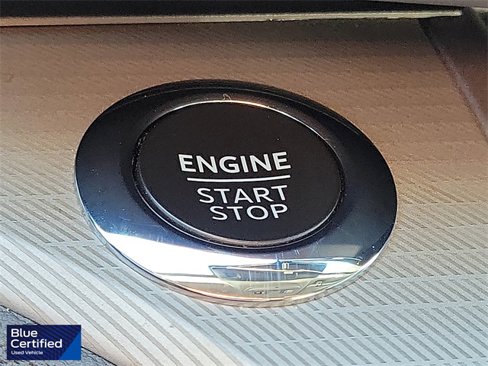 ENGINE
START
STOP
Blue
Certified
Used Vehicle